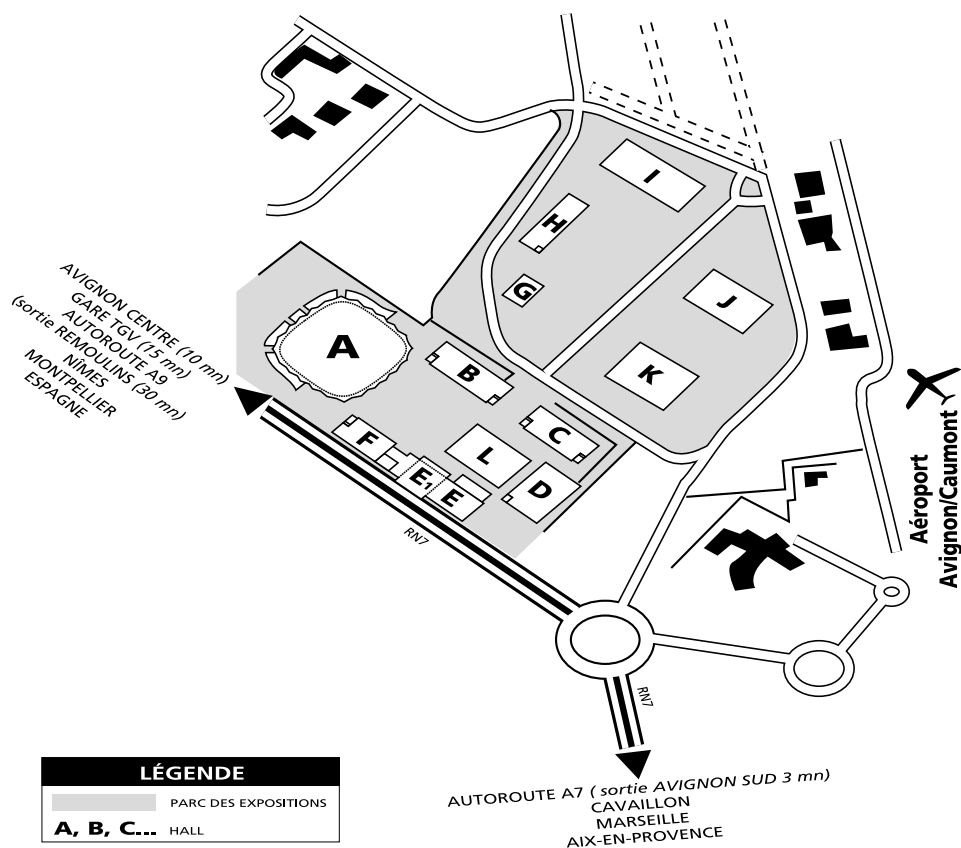 I
H
G
J
K
A
B
C
L
D
F
E1
E
AVIGNON CENTRE (10 mn)
GARE TGV (15 mn)
AUTOROUTE A9
(sortie REMOULINS (30 mn)
NÎMES
MONTPELLIER
ESPAGNE
RN7
RN7
Aéroport
Avignon/Caumont
AUTOROUTE A7 ( sortie AVIGNON SUD 3 mn)
CAVAILLON
MARSEILLE
AIX-EN-PROVENCE
LÉGENDE
PARC DES EXPOSITIONS
A, B, C... HALL